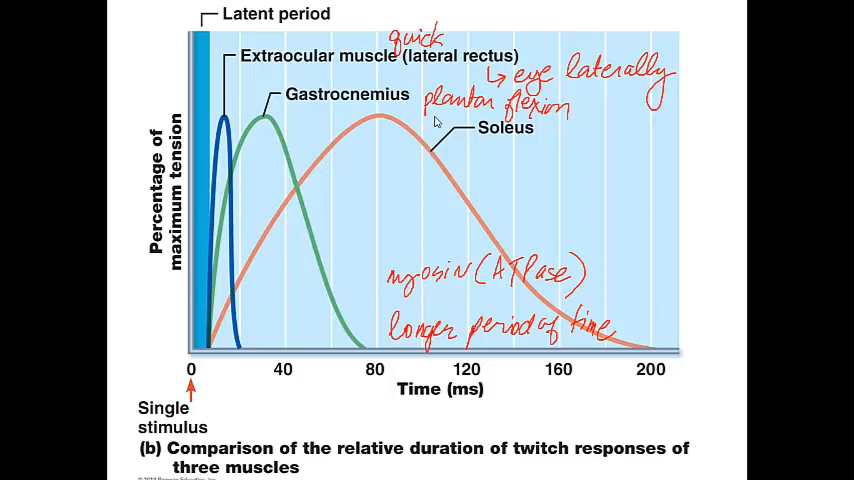 Latent period
quick
Extraocular muscle (lateral rectus)
↳ eye laterally
Gastrocnemius
plantar flexion
Soleus
Percentage of
maximum tension
myosin (ATPase)
longer period of time
0 40 80 120 160 200
Time (ms)
Single
stimulus
(b) Comparison of the relative duration of twitch responses of
three muscles